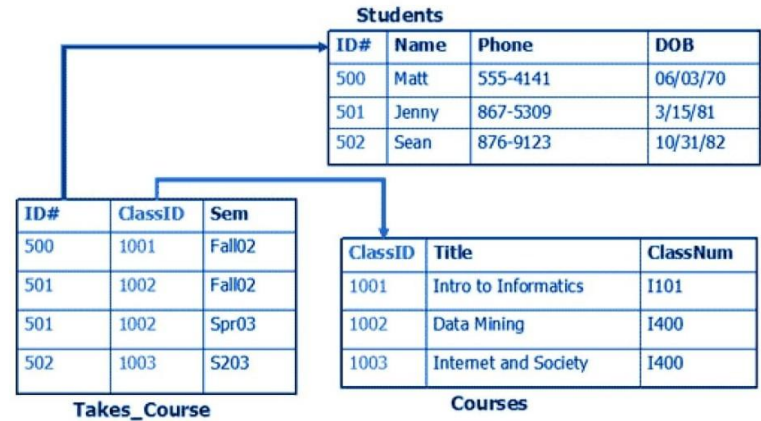 Students
ID# Name Phone DOB
500 Matt 555-4141 06/03/70
501 Jenny 867-5309 3/15/81
502 Sean 876-9123 10/31/82
ID# ClassID Sem
500 1001 Fall02
501 1002 Fall02
501 1002 Spr03
502 1003 S203
Takes_Course
ClassID Title ClassNum
1001 Intro to Informatics I101
1002 Data Mining I400
1003 Internet and Society I400
Courses